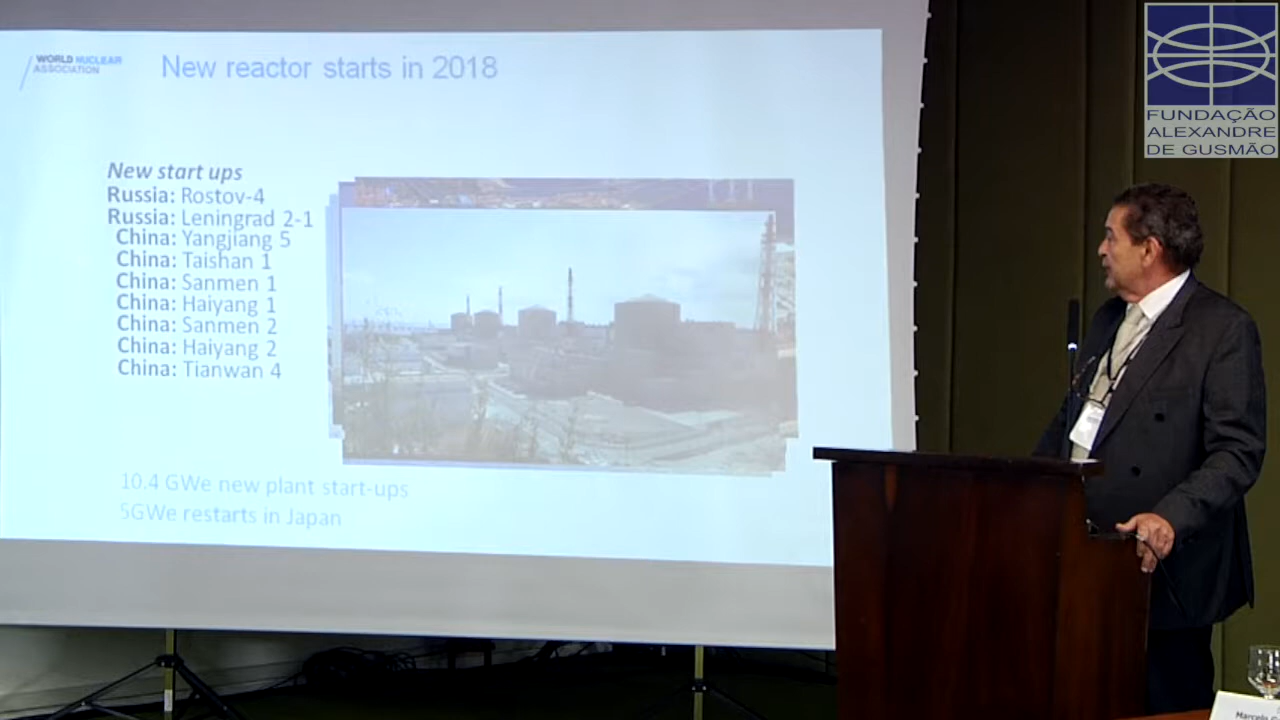 WORLD NUCLEAR
ASSOCIATION
New reactor starts in 2018
New start ups
Russia: Rostov-4
Russia: Leningrad 2-1
China: Yangjiang 5
China: Taishan 1
China: Sanmen 1
China: Haiyang 1
China: Sanmen 2
China: Haiyang 2
China: Tianwan 4
10.4 GWe new plant start-ups
5GWe restarts in Japan
FUNDAÇÃO
ALEXANDRE
DE GUSMÃO
Marcelo